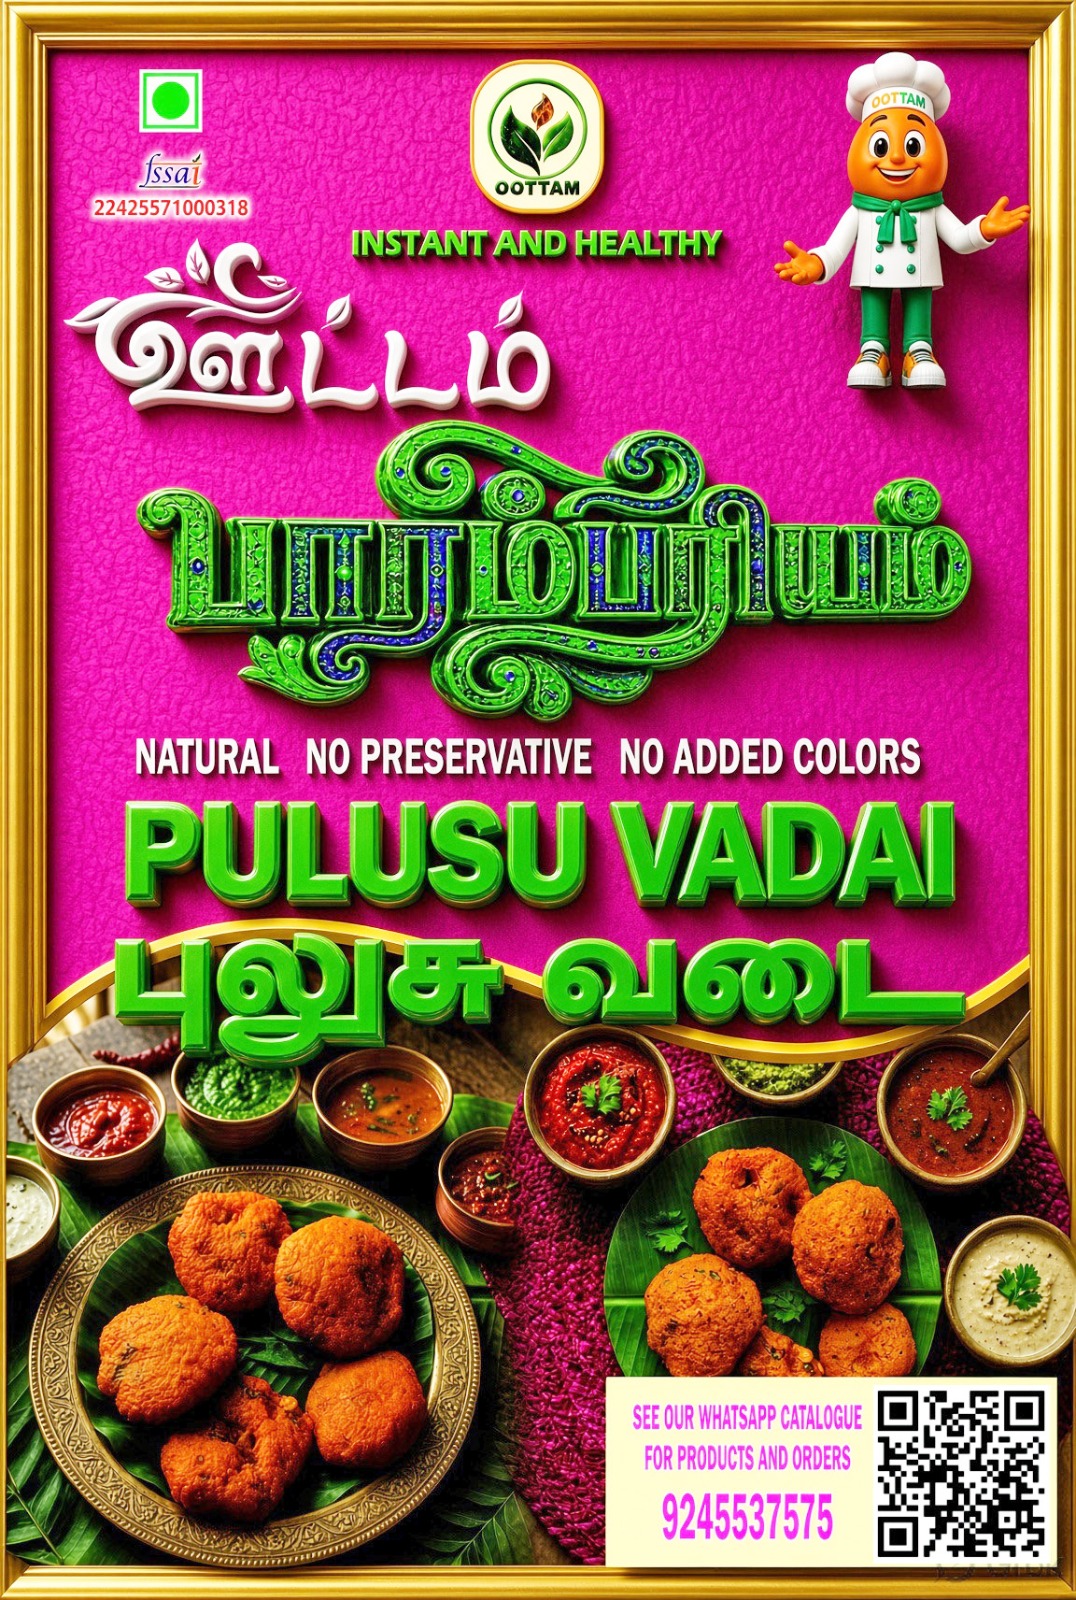 fssai
22425571000318
OOTTAM
OOTTAM
INSTANT AND HEALTHY
ஊட்டம்
பாரம்பரியம்
NATURAL NO PRESERVATIVE NO ADDED COLORS
PULUSU VADAI
புலுசு வடை
SEE OUR WHATSAPP CATALOGUE
FOR PRODUCTS AND ORDERS
9245537575